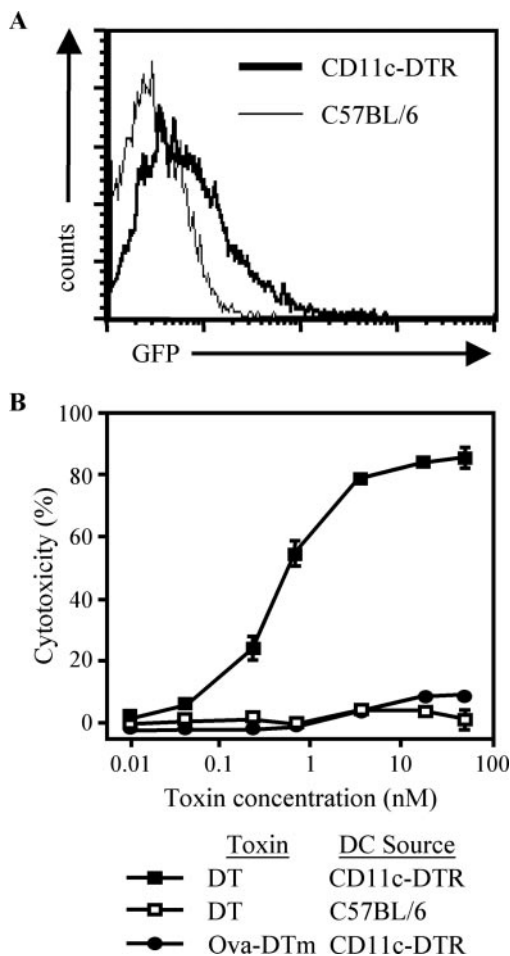 A
CD11c-DTR
C57BL/6
counts
GFP
B
100
80
60
40
20
0
Cytotoxicity (%)
0.01 0.1 1 10 100
Toxin concentration (nM)
Toxin DC Source
DT CD11c-DTR
DT C57BL/6
Ova-DTm CD11c-DTR